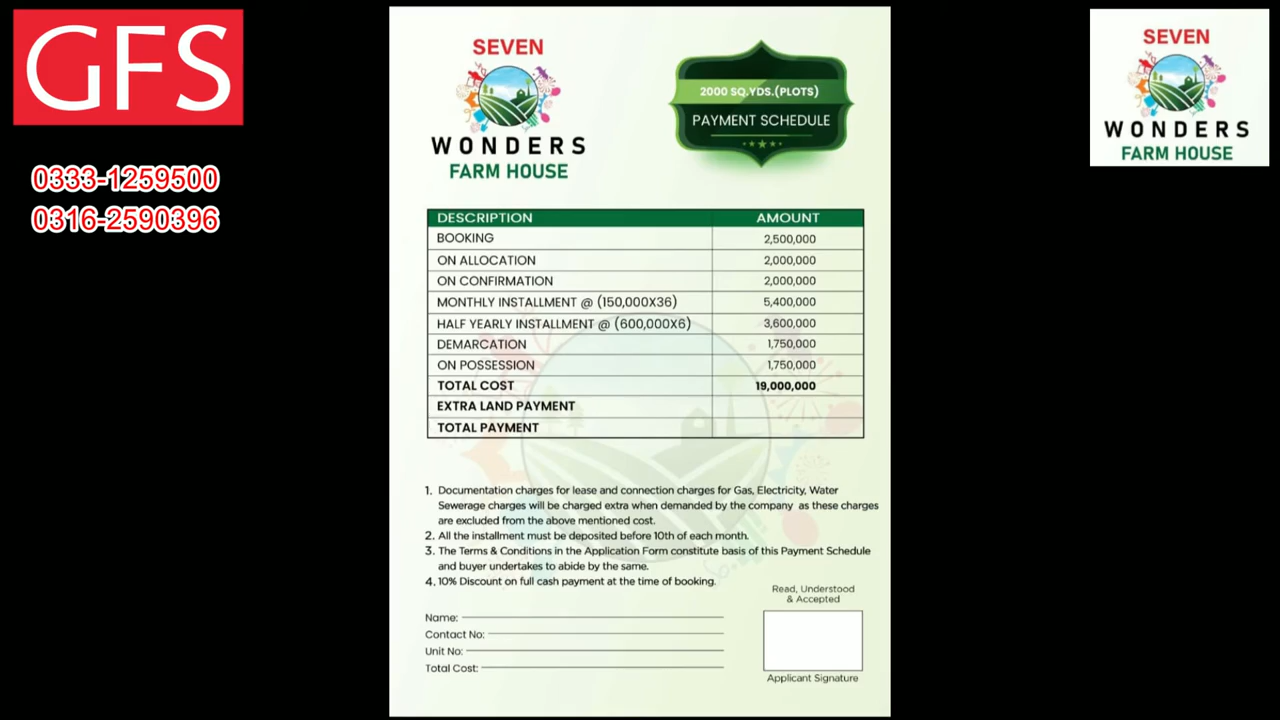 GFS
0333-1259500
0316-2590396
SEVEN
WONDERS
FARM HOUSE
2000 SQ.YDS.(PLOTS)
PAYMENT SCHEDULE
SEVEN
WONDERS
FARM HOUSE
DESCRIPTION AMOUNT
BOOKING 2,500,000
ON ALLOCATION 2,000,000
ON CONFIRMATION 2,000,000
MONTHLY INSTALLMENT @ (150,000X36) 5,400,000
HALF YEARLY INSTALLMENT @ (600,000X6) 3,600,000
DEMARCATION 1,750,000
ON POSSESSION 1,750,000
TOTAL COST 19,000,000
EXTRA LAND PAYMENT
TOTAL PAYMENT
1. Documentation charges for lease and connection charges for Gas, Electricity, Water
Sewerage charges will be charged extra when demanded by the company as these charges
are excluded from the above mentioned cost.
2. All the installment must be deposited before 10th of each month.
3. The Terms & Conditions in the Application Form constitute basis of this Payment Schedule
and buyer undertakes to abide by the same.
4. 10% Discount on full cash payment at the time of booking.
Read, Understood
& Accepted
Name:
Contact No:
Unit No:
Total Cost:
Applicant Signature